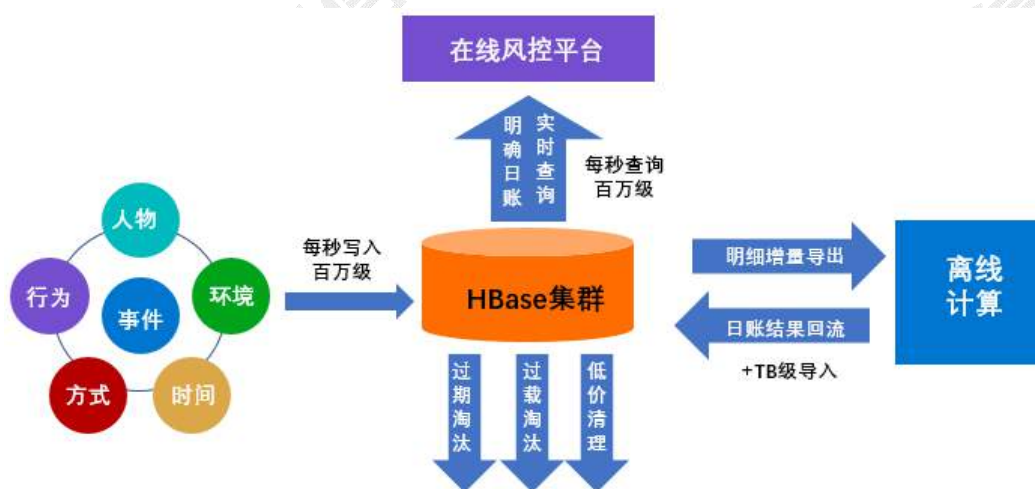 在线风控平台
明确日账
实时查询
每秒查询
百万级
人物
行为
环境
事件
方式
时间
每秒写入
百万级
HBase集群
明细增量导出
日账结果回流
+TB级导入
离线
计算
过期淘汰
过载淘汰
低价清理